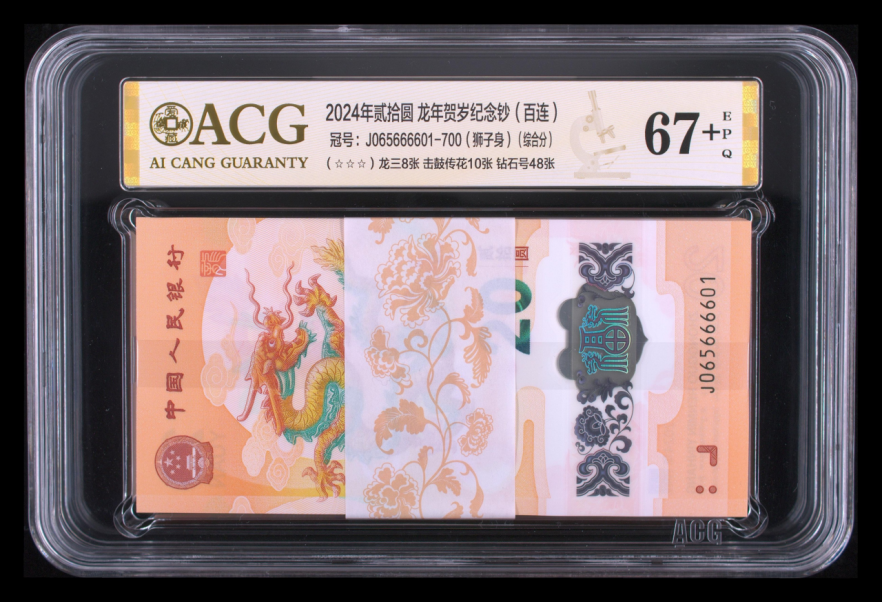 ACG
AI CANG GUARANTY
2024年贰拾圆 龙年贺岁纪念钞（百连）
冠号：J065666601-700（狮子身）(综合分)
(☆☆☆) 龙三8张 击鼓传花10张 钻石号48张
67+
EPQ
中国人民银行
20
J065666601
ACG